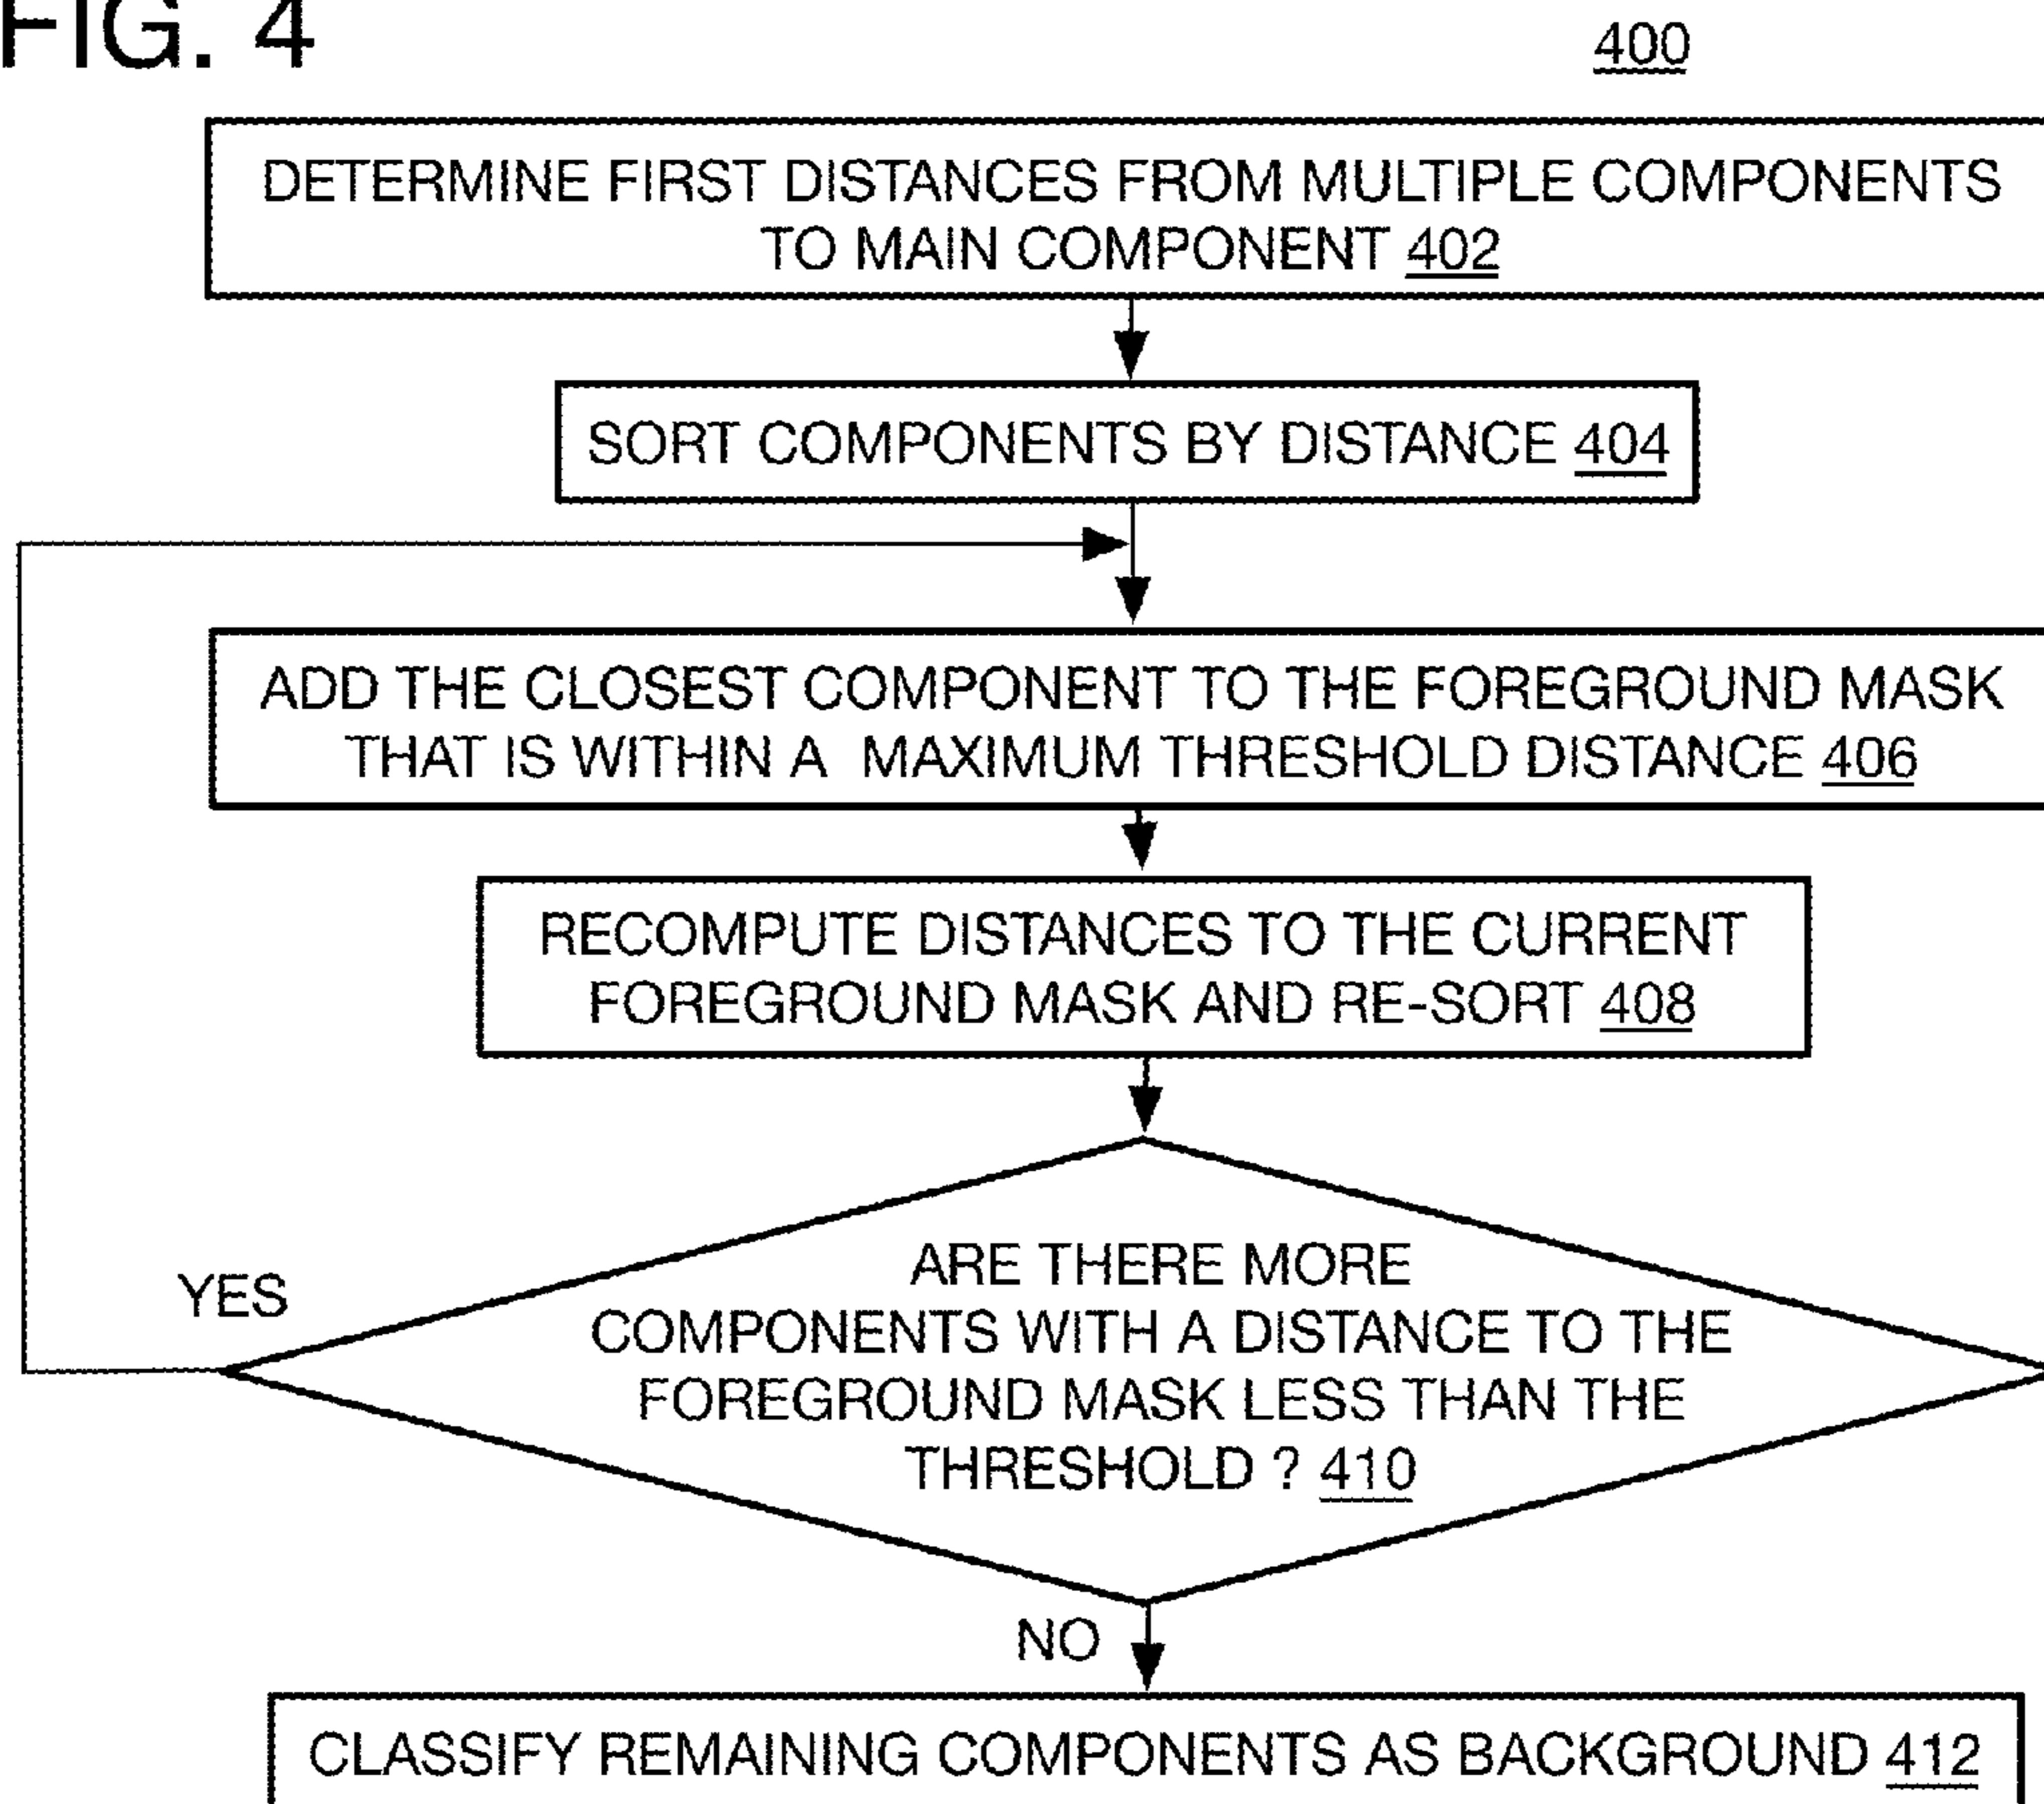 FIG. 4
400
DETERMINE FIRST DISTANCES FROM MULTIPLE COMPONENTS
TO MAIN COMPONENT 402
SORT COMPONENTS BY DISTANCE 404
ADD THE CLOSEST COMPONENT TO THE FOREGROUND MASK
THAT IS WITHIN A MAXIMUM THRESHOLD DISTANCE 406
RECOMPUTE DISTANCES TO THE CURRENT
FOREGROUND MASK AND RE-SORT 408
YES
ARE THERE MORE
COMPONENTS WITH A DISTANCE TO THE
FOREGROUND MASK LESS THAN THE
THRESHOLD ? 410
NO
CLASSIFY REMAINING COMPONENTS AS BACKGROUND 412